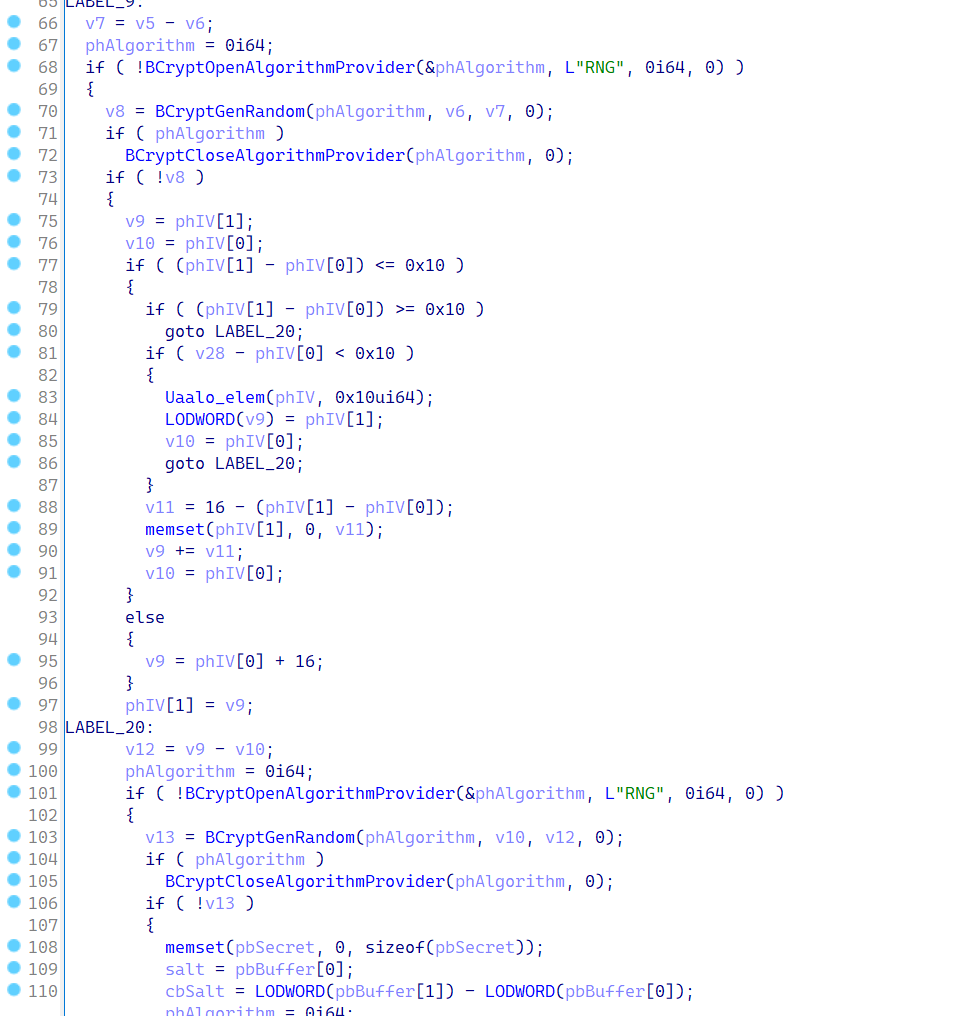 65 LABEL_9:
66 v7 = v5 - v6;
67 phAlgorithm = 0i64;
68 if ( !BCryptOpenAlgorithmProvider(&phAlgorithm, L"RNG", 0i64, 0) )
69 {
70 v8 = BCryptGenRandom(phAlgorithm, v6, v7, 0);
71 if ( phAlgorithm )
72 BCryptCloseAlgorithmProvider(phAlgorithm, 0);
73 if ( !v8 )
74 {
75 v9 = phIV[1];
76 v10 = phIV[0];
77 if ( (phIV[1] - phIV[0]) <= 0x10 )
78 {
79 if ( (phIV[1] - phIV[0]) >= 0x10 )
80 goto LABEL_20;
81 if ( v28 - phIV[0] < 0x10 )
82 {
83 Uaalo_elem(phIV, 0x10ui64);
84 LODWORD(v9) = phIV[1];
85 v10 = phIV[0];
86 goto LABEL_20;
87 }
88 v11 = 16 - (phIV[1] - phIV[0]);
89 memset(phIV[1], 0, v11);
90 v9 += v11;
91 v10 = phIV[0];
92 }
93 else
94 {
95 v9 = phIV[0] + 16;
96 }
97 phIV[1] = v9;
98 LABEL_20:
99 v12 = v9 - v10;
100 phAlgorithm = 0i64;
101 if ( !BCryptOpenAlgorithmProvider(&phAlgorithm, L"RNG", 0i64, 0) )
102 {
103 v13 = BCryptGenRandom(phAlgorithm, v10, v12, 0);
104 if ( phAlgorithm )
105 BCryptCloseAlgorithmProvider(phAlgorithm, 0);
106 if ( !v13 )
107 {
108 memset(pbSecret, 0, sizeof(pbSecret));
109 salt = pbBuffer[0];
110 cbSalt = LODWORD(pbBuffer[1]) - LODWORD(pbBuffer[0]);
phAlgorithm = 0i64;